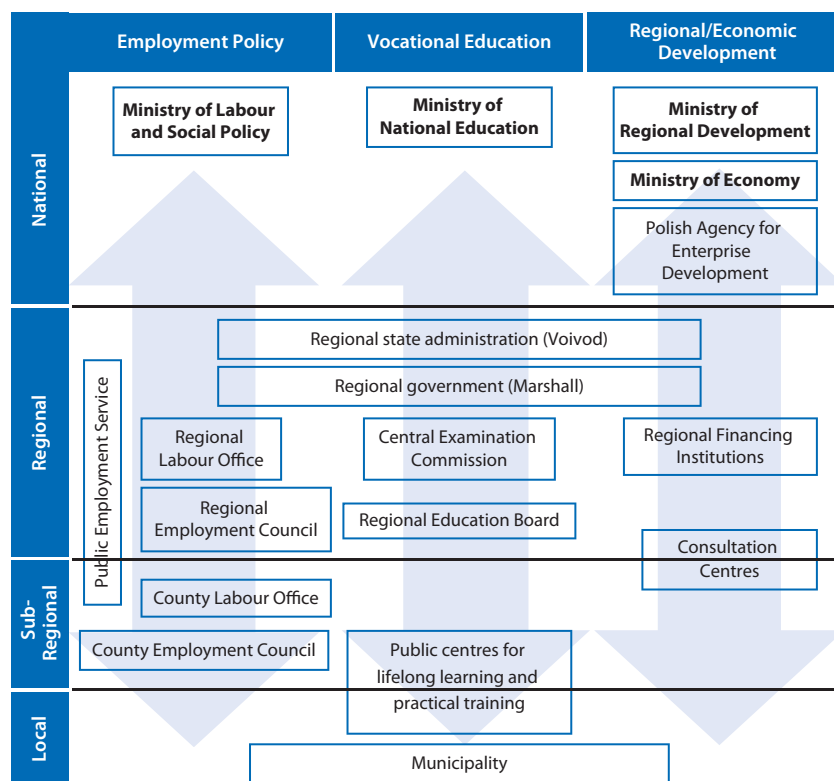 Employment Policy
Vocational Education
Regional/Economic
Development
National
Ministry of Labour
and Social Policy
Ministry of
National Education
Ministry of
Regional Development
Ministry of Economy
Polish Agency for
Enterprise
Development
Regional
Regional state administration (Voivod)
Regional government (Marshall)
Public Employment Service
Regional
Labour Office
Central Examination
Commission
Regional Financing
Institutions
Regional
Employment Council
Regional Education Board
Consultation
Centres
Sub-
Regional
County Labour Office
County Employment Council
Public centres for
lifelong learning and
practical training
Local
Municipality